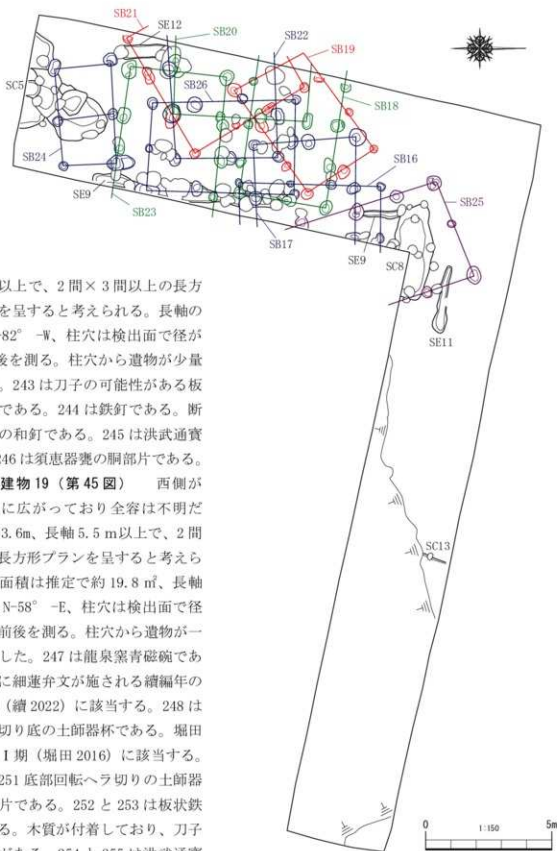 SB21
SE12
SB20
SB22
SB19
SC5
SB26
SB18
SB24
SB16
SE9
SB23
SB17
SE9
SC8
SB25
SE11
以上で、2間×3間以上の長方
を呈すると考えられる。長軸の
82° -W、柱穴は検出面で径が
後を測る。柱穴から遺物が少量
。243は刀子の可能性がある板
である。244は鉄釘である。断
の和釘である。245は洪武通寳
246は須恵器甕の胴部片である。
建物19(第45図) 西側が
に広がっており全容は不明だ
3.6m、長軸5.5m以上で、2間
長方形プランを呈すると考えら
面積は推定で約19.8㎡、長軸
N-58° -E、柱穴は検出面で径
前後を測る。柱穴から遺物が一
した。247は龍泉窯青磁碗であ
に細蓮弁文が施される續編年の
(續2022)に該当する。248は
切り底の土師器杯である。堀田
Ⅰ期(堀田2016)に該当する。
251底部回転ヘラ切りの土師器
片である。252と253は板状鉄
る。木質が付着しており、刀子
SC13
0 1:150 5m